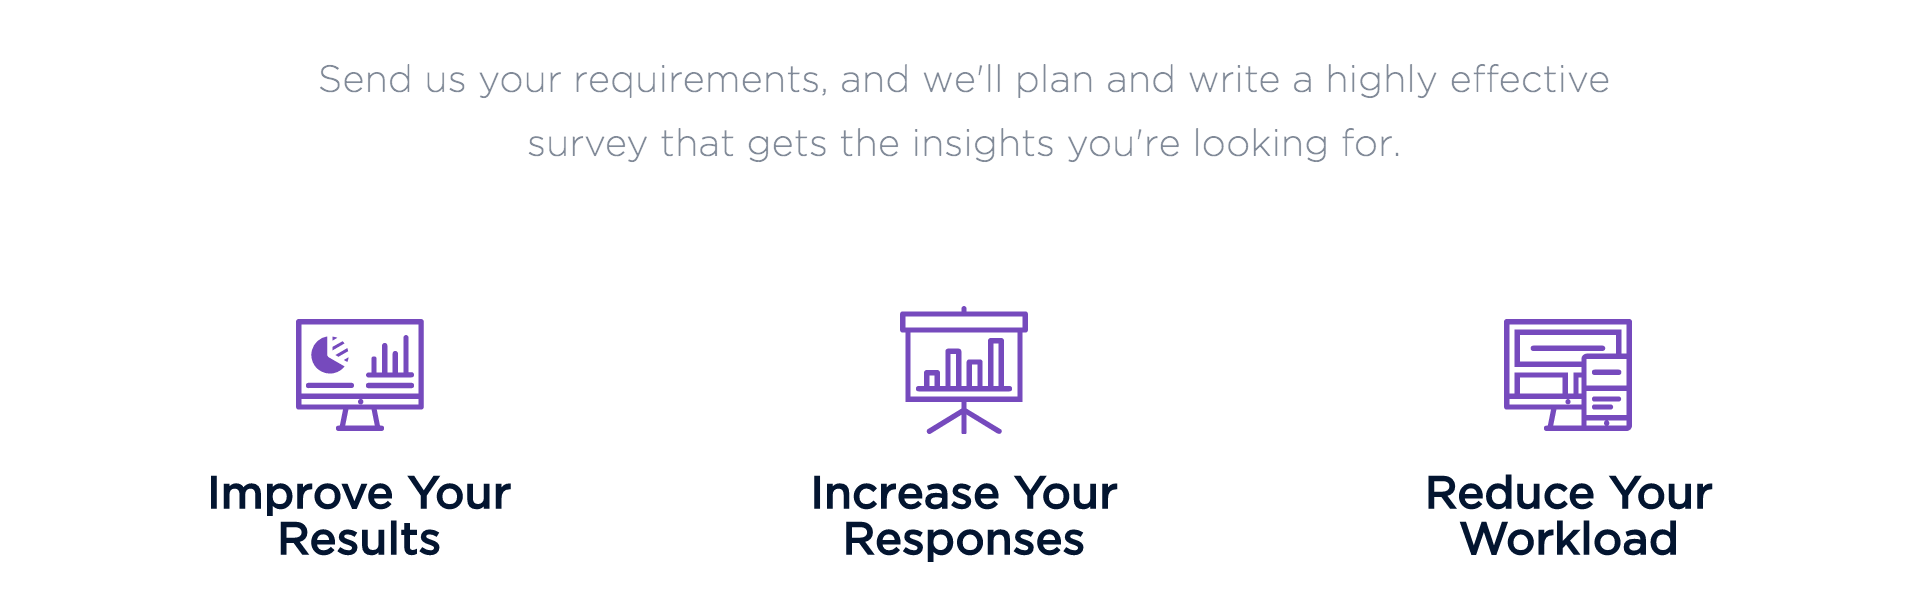 Send us your requirements, and we'll plan and write a highly effective
survey that gets the insights you're looking for.
Improve Your
Results
Increase Your
Responses
Reduce Your
Workload